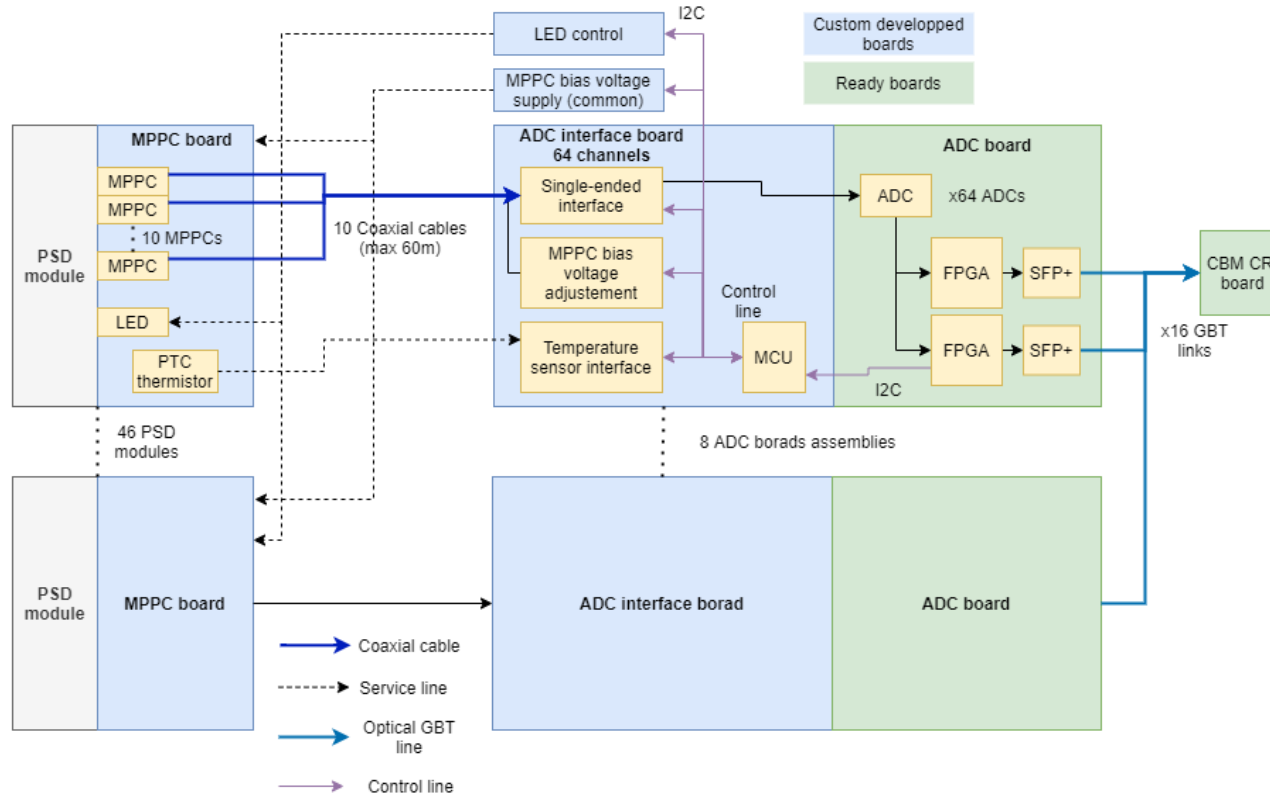 I2C
LED control
Custom developped
boards
MPPC bias voltage
supply (common)
Ready boards
MPPC board
ADC interface board
64 channels
ADC board
MPPC
MPPC
10 MPPCs
MPPC
PSD
module
10 Coaxial cables
(max 60m)
Single-ended
interface
ADC
x64 ADCs
MPPC bias
voltage
adjustement
FPGA
SFP+
CBM CR
board
Control
line
LED
PTC
thermistor
Temperature
sensor interface
MCU
FPGA
SFP+
x16 GBT
links
I2C
46 PSD
modules
8 ADC borads assemblies
PSD
module
MPPC board
ADC interface borad
ADC board
Coaxial cable
Service line
Optical GBT
line
Control line